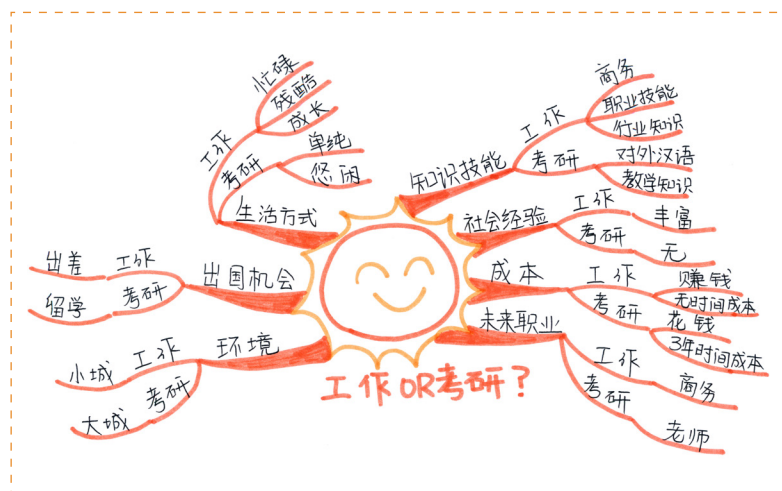 工作OR考研?
知识技能
工作
商务
职业技能
行业知识
考研
对外汉语
教学知识
社会经验
工作
丰富
考研
无
成本
工作
赚钱
无时间成本
考研
花钱
3年时间成本
未来职业
工作
商务
考研
老师
环境
工作
小城
考研
大城
出国机会
工作
出差
考研
留学
生活方式
工作
忙碌
残酷
成长
考研
单纯
悠闲